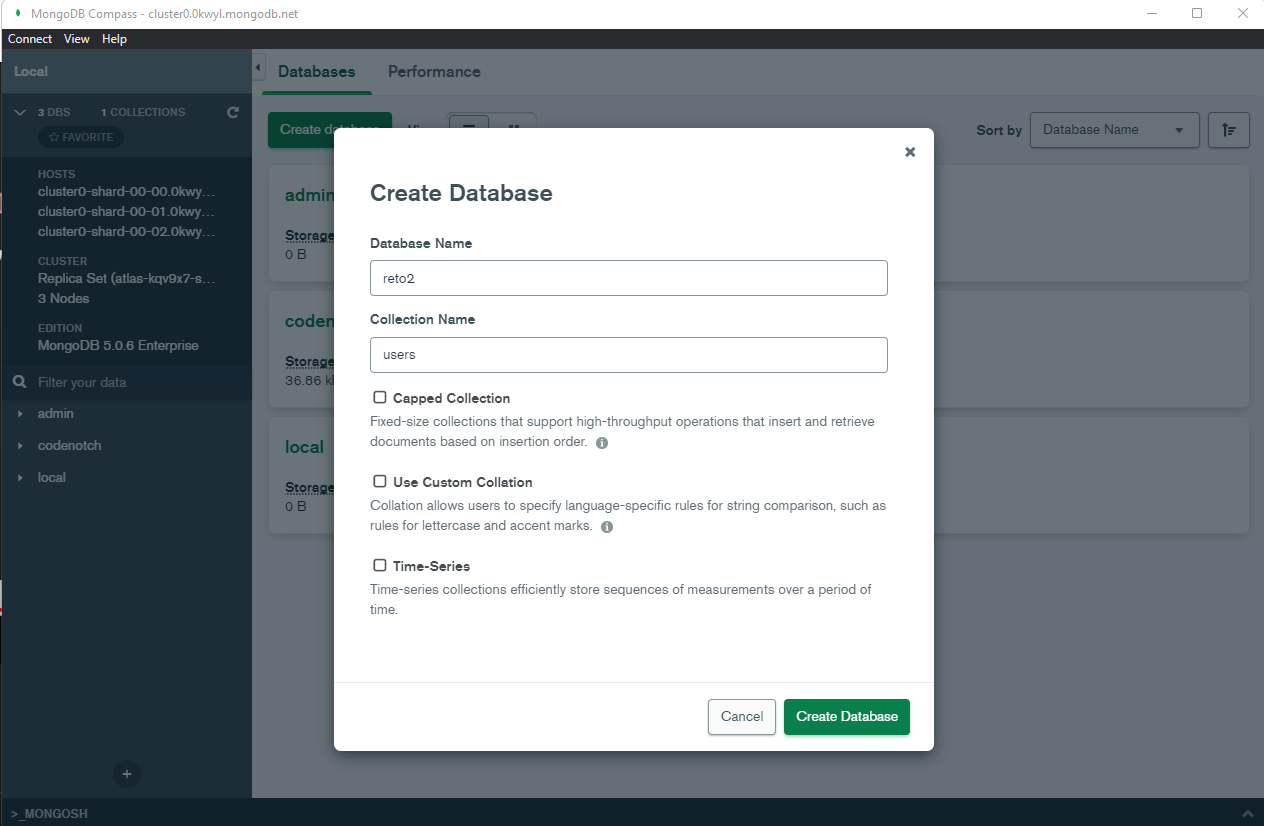 MongoDB Compass - cluster0.0kwyl.mongodb.net
Connect View Help
Local
Databases Performance
3 DBS 1 COLLECTIONS
FAVORITE
Create
Sort by Database Name
HOSTS
cluster0-shard-00-00.0kwy...
cluster0-shard-00-01.0kwy...
cluster0-shard-00-02.0kwy...
CLUSTER
Replica Set (atlas-kqv9x7-s...
3 Nodes
EDITION
MongoDB 5.0.6 Enterprise
Filter your data
admin
codenotch
local
admin
Storage
0 B
coden
Storage
36.86 k
local
Storage
0 B
Create Database
Database Name
reto2
Collection Name
users
Capped Collection
Fixed-size collections that support high-throughput operations that insert and retrieve
documents based on insertion order.
Use Custom Collation
Collation allows users to specify language-specific rules for string comparison, such as
rules for lettercase and accent marks.
Time-Series
Time-series collections efficiently store sequences of measurements over a period of
time.
Cancel Create Database
>_MONGOSH